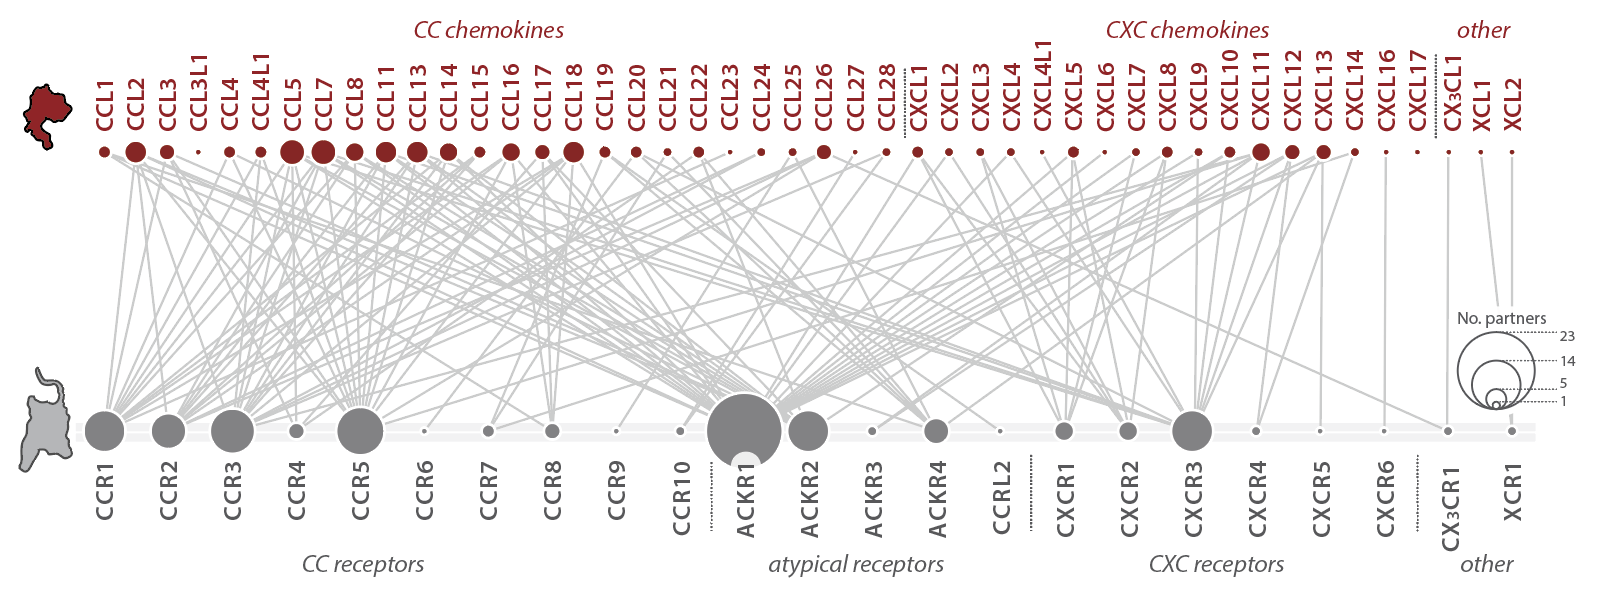 CC chemokines
CXC chemokines
other
CCL1
CCL2
CCL3
CCL3L1
CCL4
CCL4L1
CCL5
CCL7
CCL8
CCL11
CCL13
CCL14
CCL15
CCL16
CCL17
CCL18
CCL19
CCL20
CCL21
CCL22
CCL23
CCL24
CCL25
CCL26
CCL27
CCL28
CXCL1
CXCL2
CXCL3
CXCL4
CXCL4L1
CXCL5
CXCL6
CXCL7
CXCL8
CXCL9
CXCL10
CXCL11
CXCL12
CXCL13
CXCL14
CXCL16
CXCL17
CX3CL1
XCL1
XCL2
No. partners
23
14
5
1
CCR1
CCR2
CCR3
CCR4
CCR5
CCR6
CCR7
CCR8
CCR9
CCR10
ACKR1
ACKR2
ACKR3
ACKR4
CCRL2
CXCR1
CXCR2
CXCR3
CXCR4
CXCR5
CXCR6
CX3CR1
XCR1
CC receptors
atypical receptors
CXC receptors
other